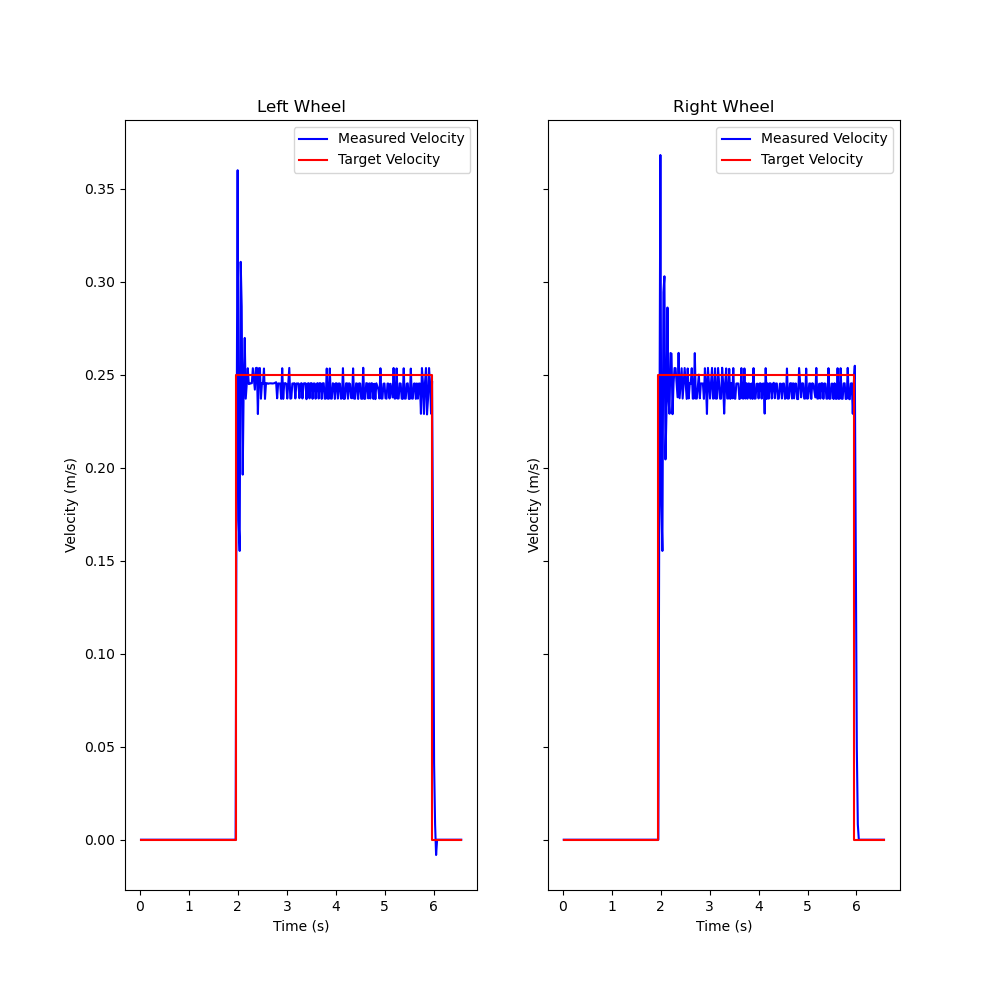 Left Wheel
Measured Velocity
Target Velocity
0.35
0.30
0.25
0.20
0.15
0.10
0.05
0.00
Velocity (m/s)
0 1 2 3 4 5 6
Time (s)
Right Wheel
Measured Velocity
Target Velocity
Velocity (m/s)
0 1 2 3 4 5 6
Time (s)